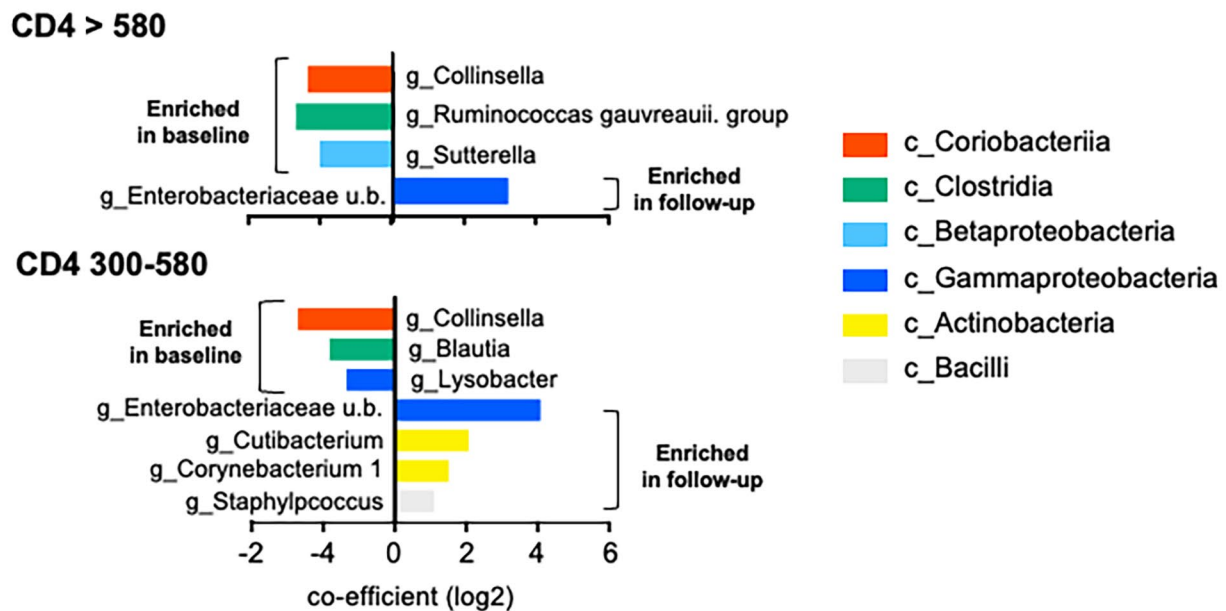 CD4 > 580
g_Collinsella
Enriched
in baseline
g_Ruminococcas gauvreauii. group
g_Sutterella
g_Enterobacteriaceae u.b.
Enriched
in follow-up
CD4 300-580
g_Collinsella
Enriched
in baseline
g_Blautia
g_Lysobacter
g_Enterobacteriaceae u.b.
g_Cutibacterium
g_Corynebacterium 1
g_Staphylpcoccus
Enriched
in follow-up
-2 -4 0 2 4 6
co-efficient (log2)
c_Coriobacteriia
c_Clostridia
c_Betaproteobacteria
c_Gammaproteobacteria
c_Actinobacteria
c_Bacilli